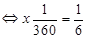 ⇔ x 1/360 = 1/6